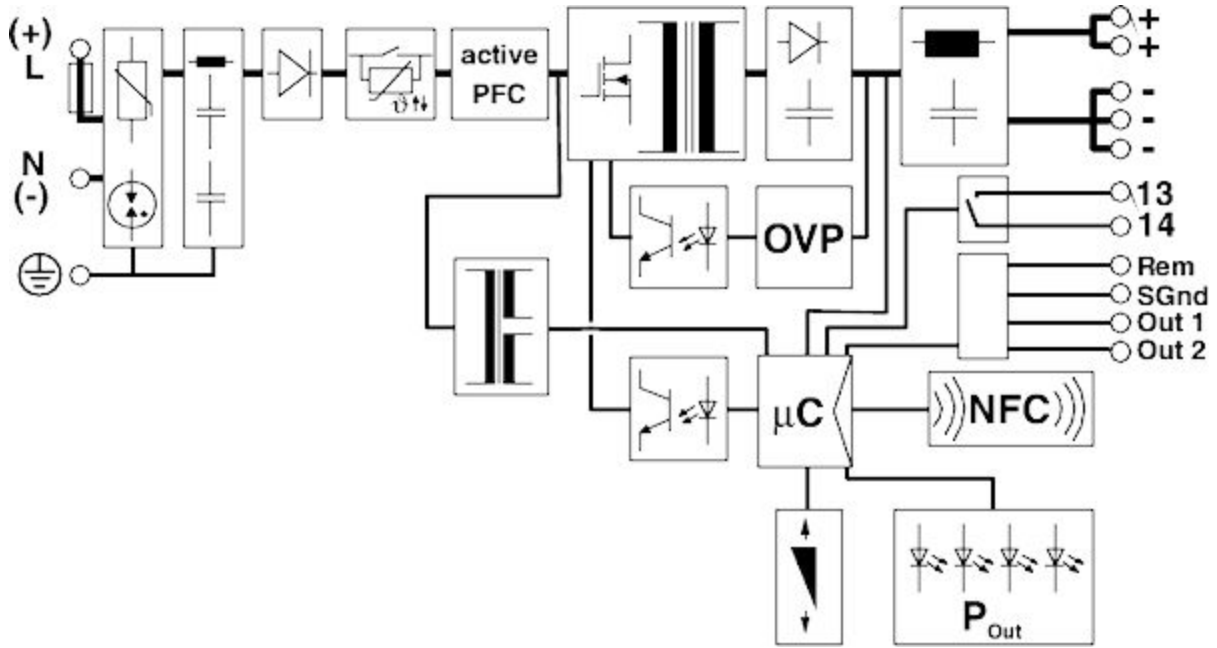 (+)
L
N
(-)
active
PFC
ϑ
OVP
µC
NFC
P Out
+
+
-
-
-
13
14
Rem
SGnd
Out 1
Out 2